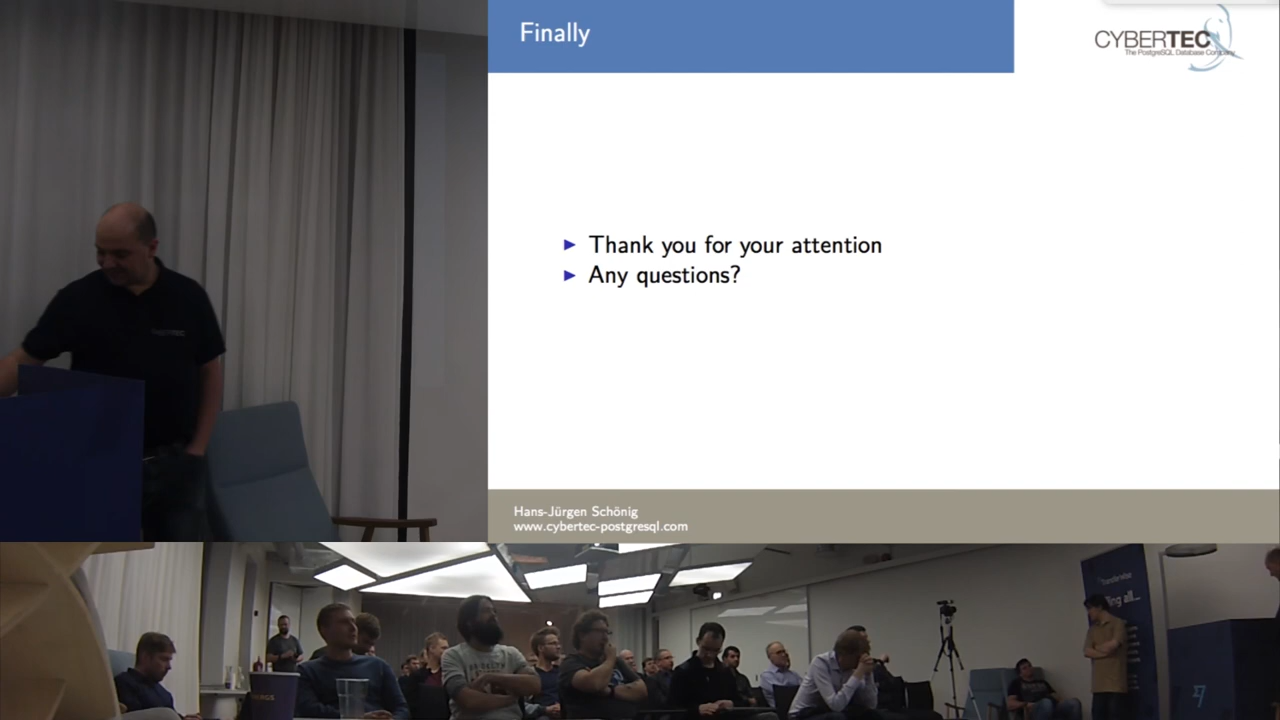 Finally
CYBERTEC
The PostgreSQL Database Company
Thank you for your attention
Any questions?
Hans-Jürgen Schönig
www.cybertec-postgresql.com
TransferWise